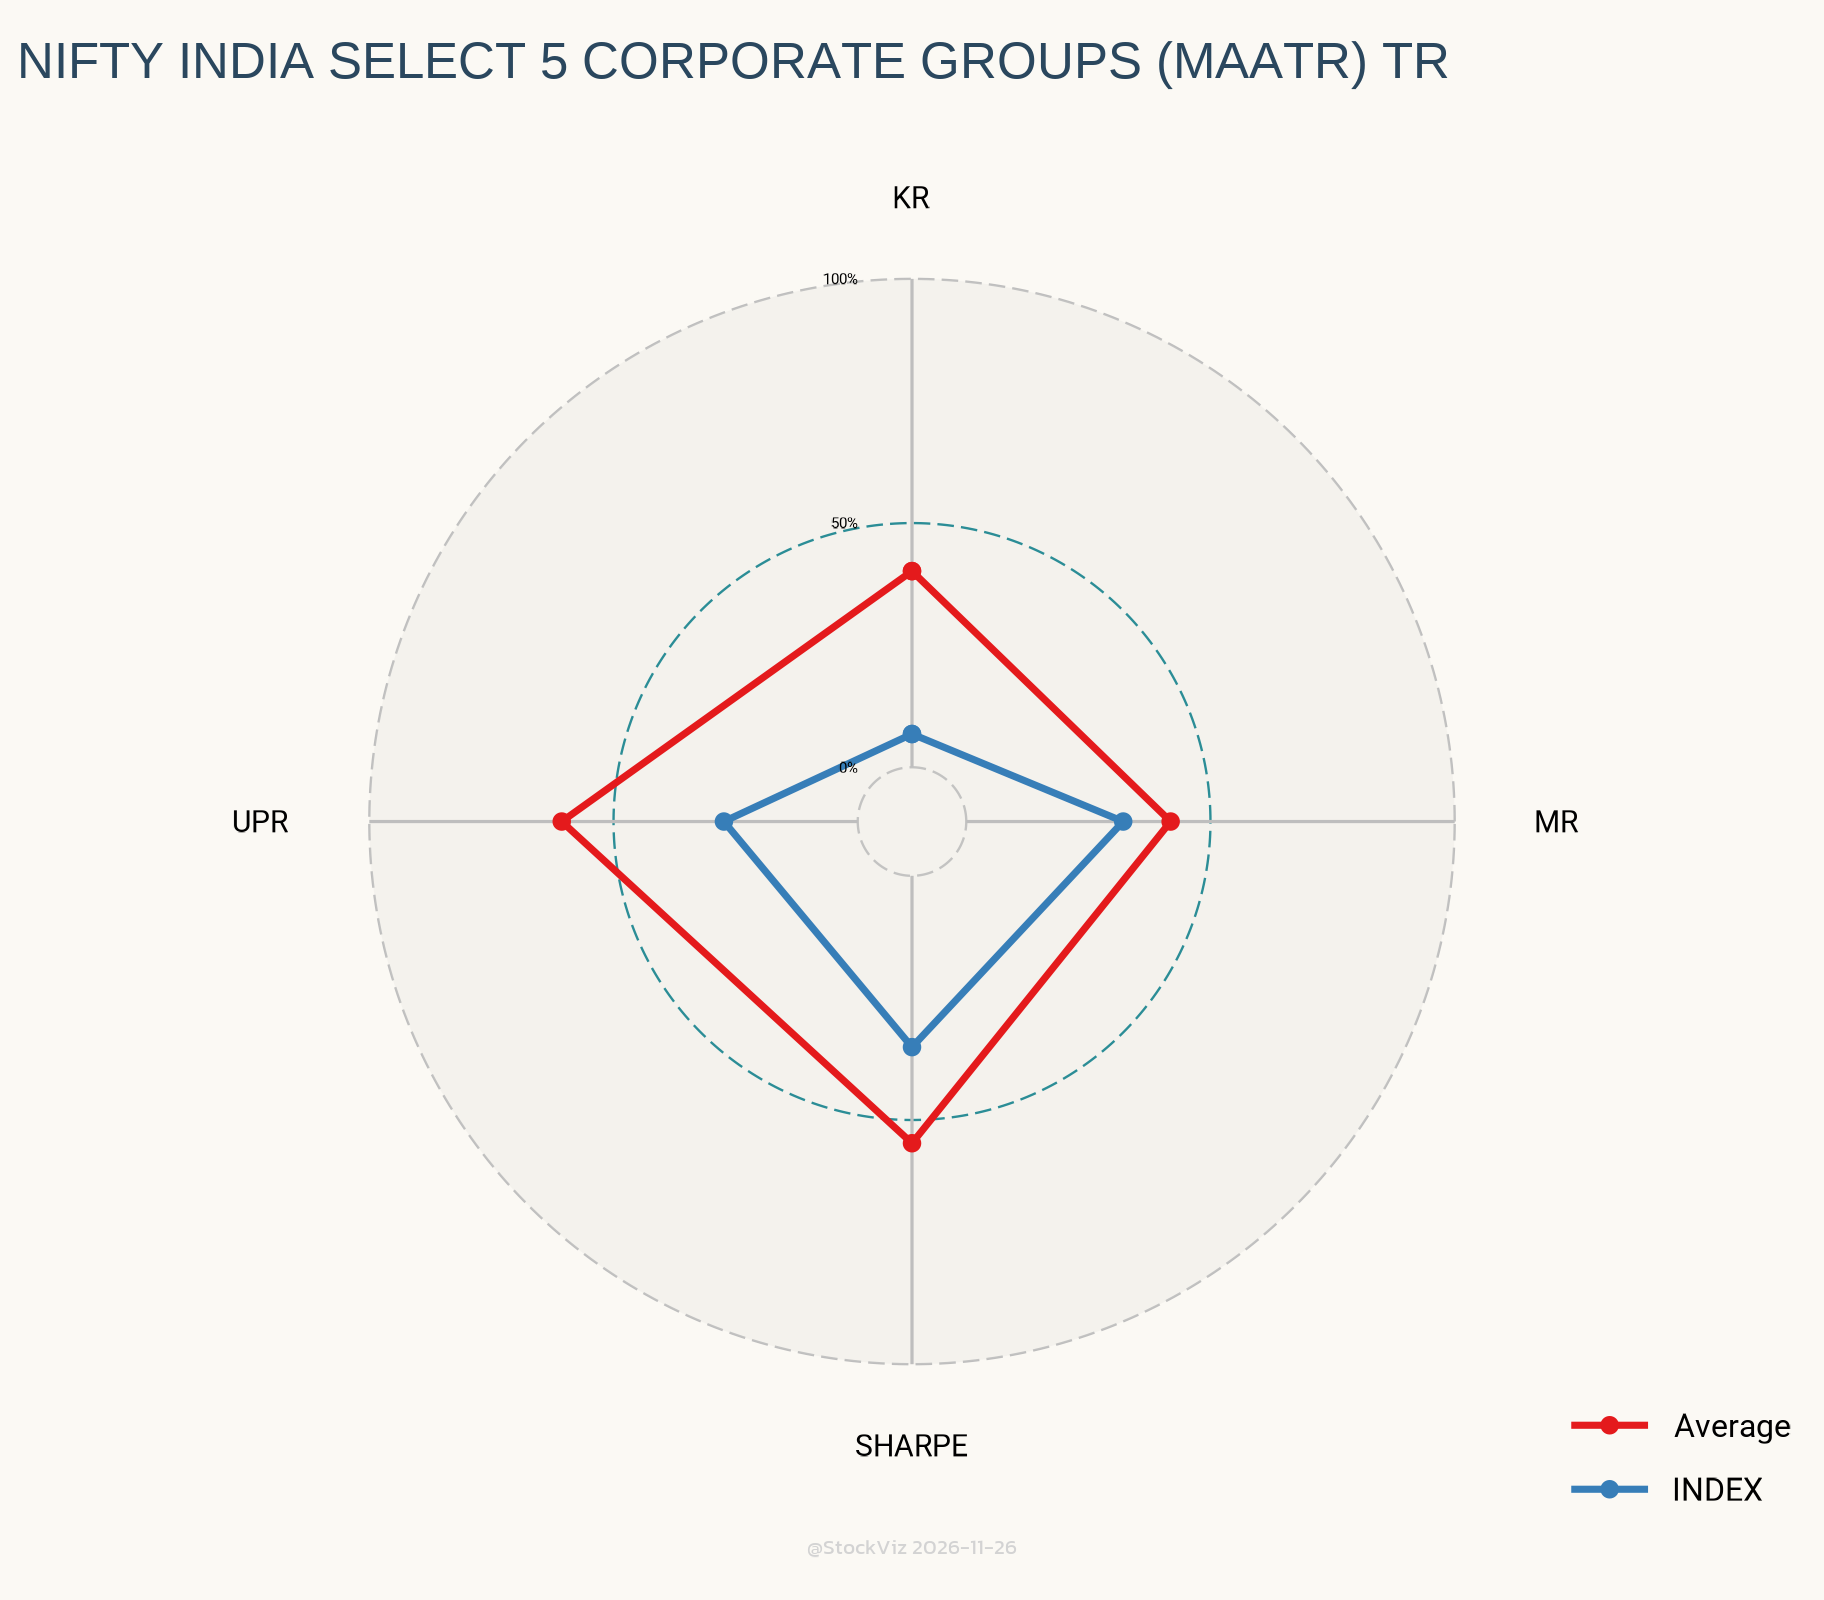 NIFTY INDIA SELECT 5 CORPORATE GROUPS (MAATR) TR
KR
100%
50%
0%
UPR
MR
SHARPE
Average
INDEX
@StockViz 2026-11-26